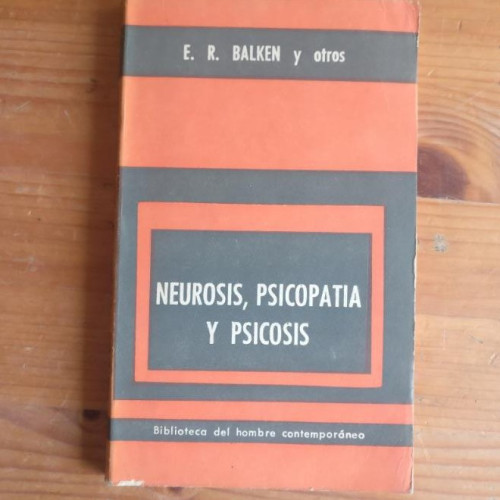 E. R. BALKEN y otros
NEUROSIS, PSICOPATIA
Y PSICOSIS
Biblioteca del hombre contemporáneo